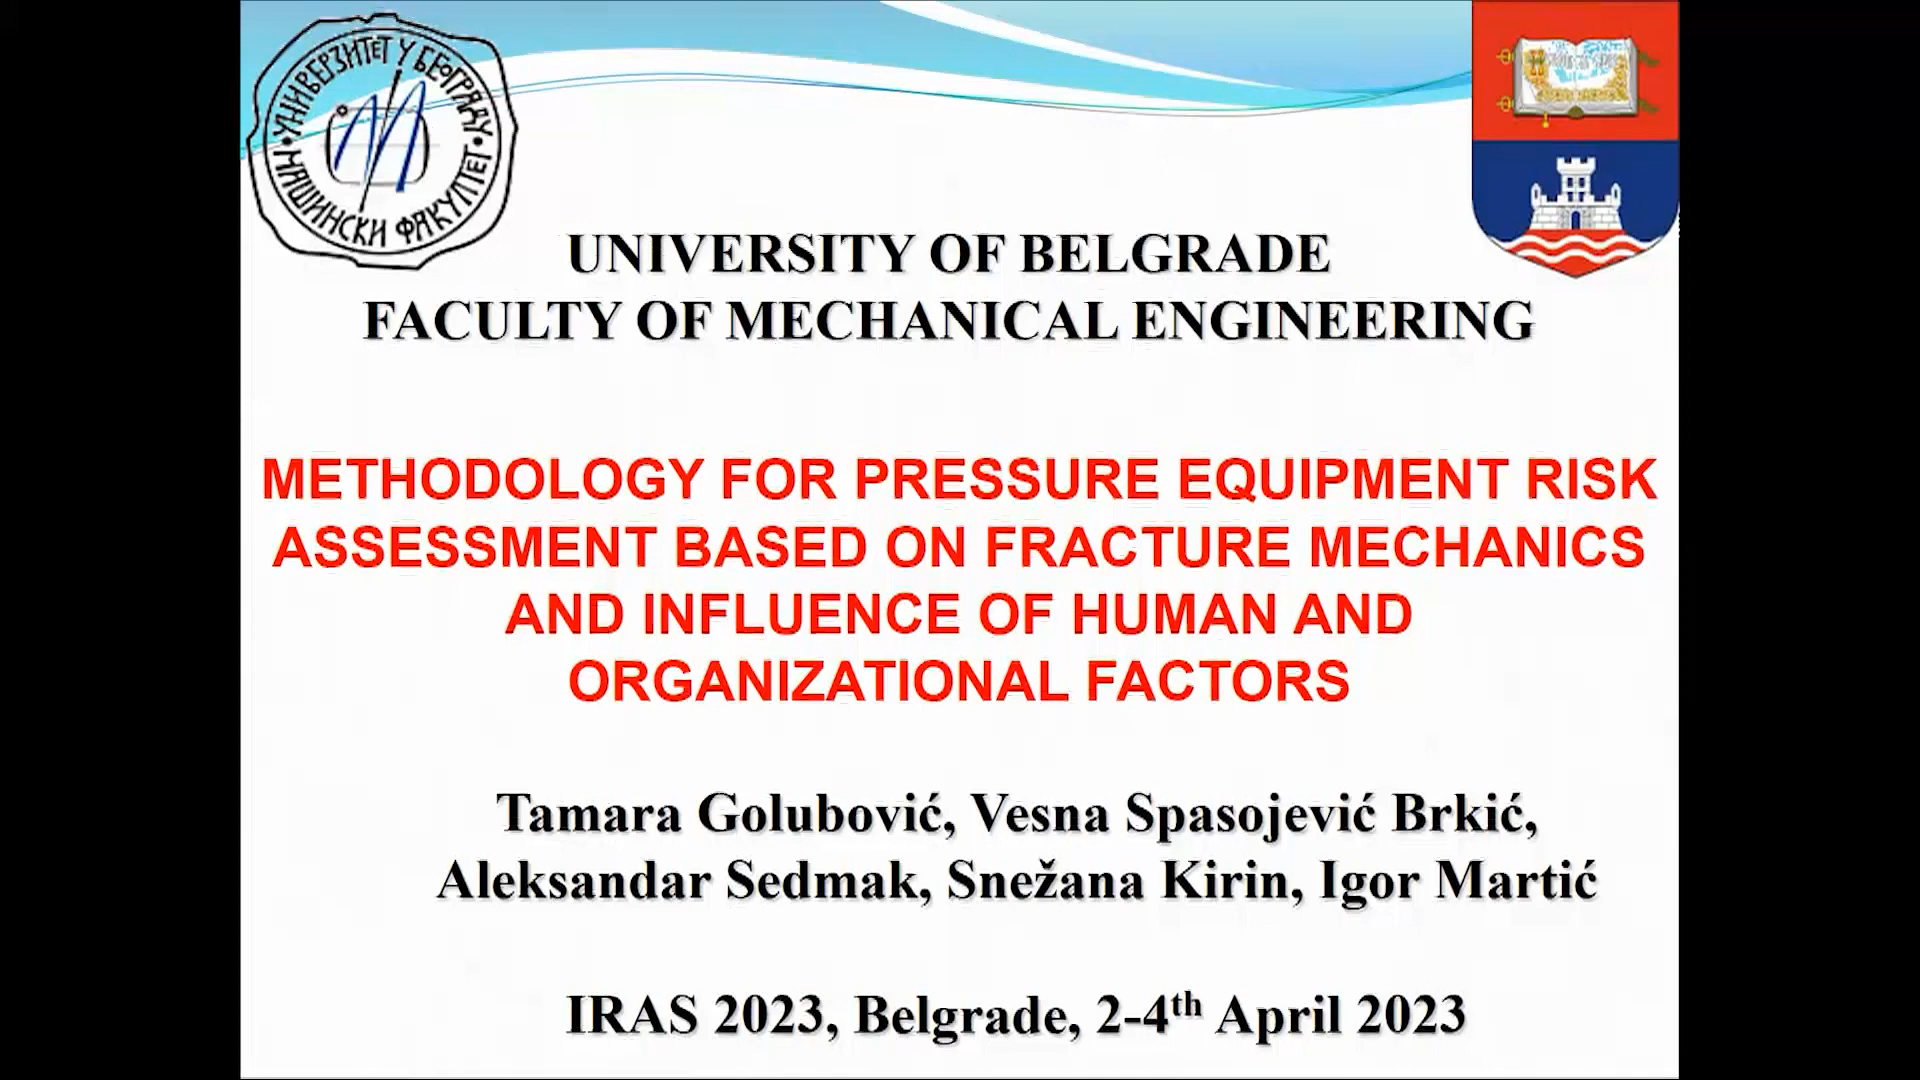 УНИВЕРЗИТЕТ У БЕОГРАДУ
МАШИНСКИ ФАКУЛТЕТ
UNIVERSITY OF BELGRADE
FACULTY OF MECHANICAL ENGINEERING
METHODOLOGY FOR PRESSURE EQUIPMENT RISK
ASSESSMENT BASED ON FRACTURE MECHANICS
AND INFLUENCE OF HUMAN AND
ORGANIZATIONAL FACTORS
Tamara Golubović, Vesna Spasojević Brkić,
Aleksandar Sedmak, Snežana Kirin, Igor Martić
IRAS 2023, Belgrade, 2-4th April 2023